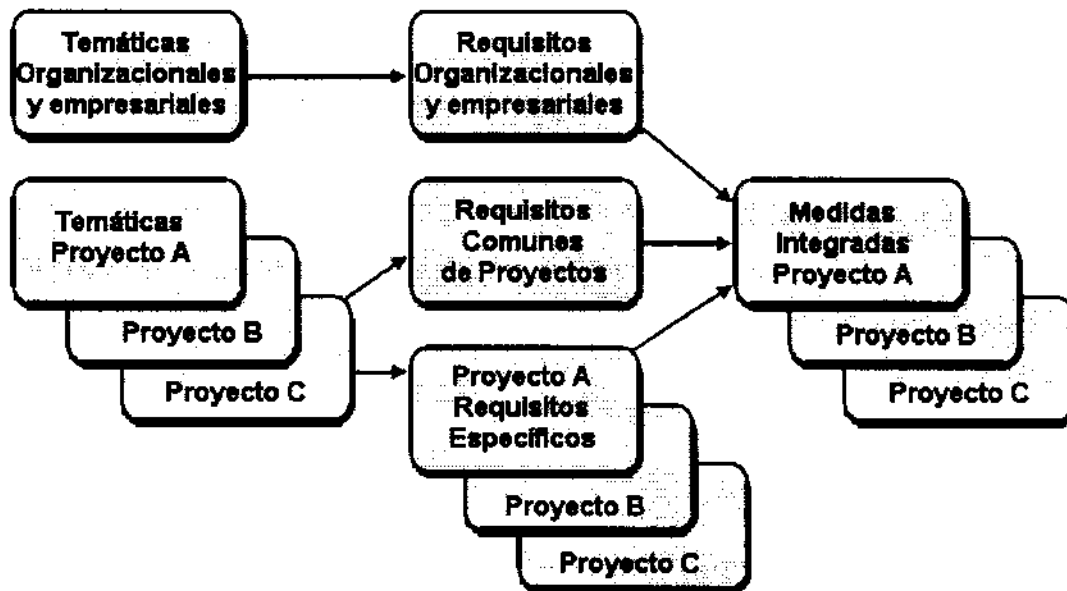 Temáticas
Organizacionales
y empresariales
Requisitos
Organizacionales
y empresariales
Temáticas
Proyecto A
Proyecto B
Proyecto C
Requisitos
Comunes
de Proyectos
Proyecto A
Requisitos
Específicos
Proyecto B
Proyecto C
Medidas
Integradas
Proyecto A
Proyecto B
Proyecto C